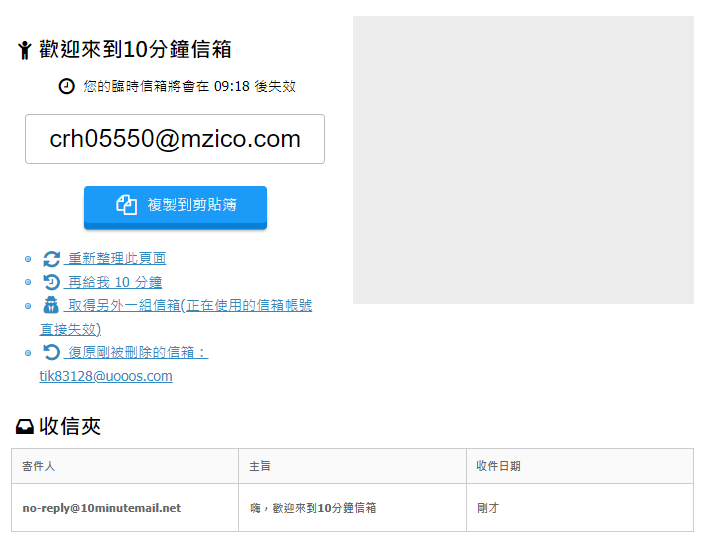 歡迎來到10分鐘信箱
您的臨時信箱將會在 09:18 後失效
crh05550@mzico.com
複製到剪貼簿
重新整理此頁面
再給我 10 分鐘
取得另外一組信箱(正在使用的信箱帳號
直接失效)
復原剛被刪除的信箱：
tik83128@uooos.com
收信夾
寄件人 主旨 收件日期
no-reply@10minutemail.net 嗨，歡迎來到10分鐘信箱 剛才